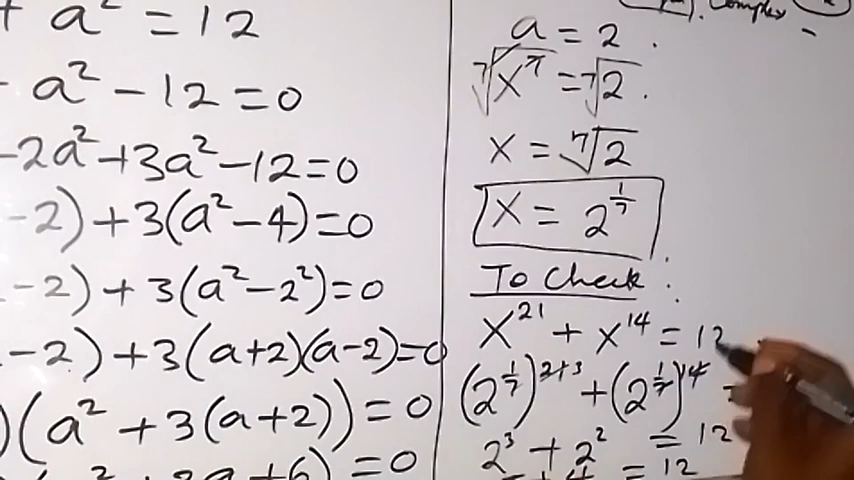 + a² = 12
- a² - 12 = 0
-2a² + 3a² - 12 = 0
-2) + 3(a² - 4) = 0
-2) + 3(a² - 2²) = 0
-2) + 3(a+2)(a-2) = 0
)(a² + 3(a+2)) = 0
= 0
Complex
a = 2.
⁷√x⁷ = ⁷√2.
x = ⁷√2
x = 2^(1/7)
To Check:
x²¹ + x¹⁴ = 12
(2^(1/7))^21 + (2^(1/7))^14 =
2³ + 2² = 12
= 12